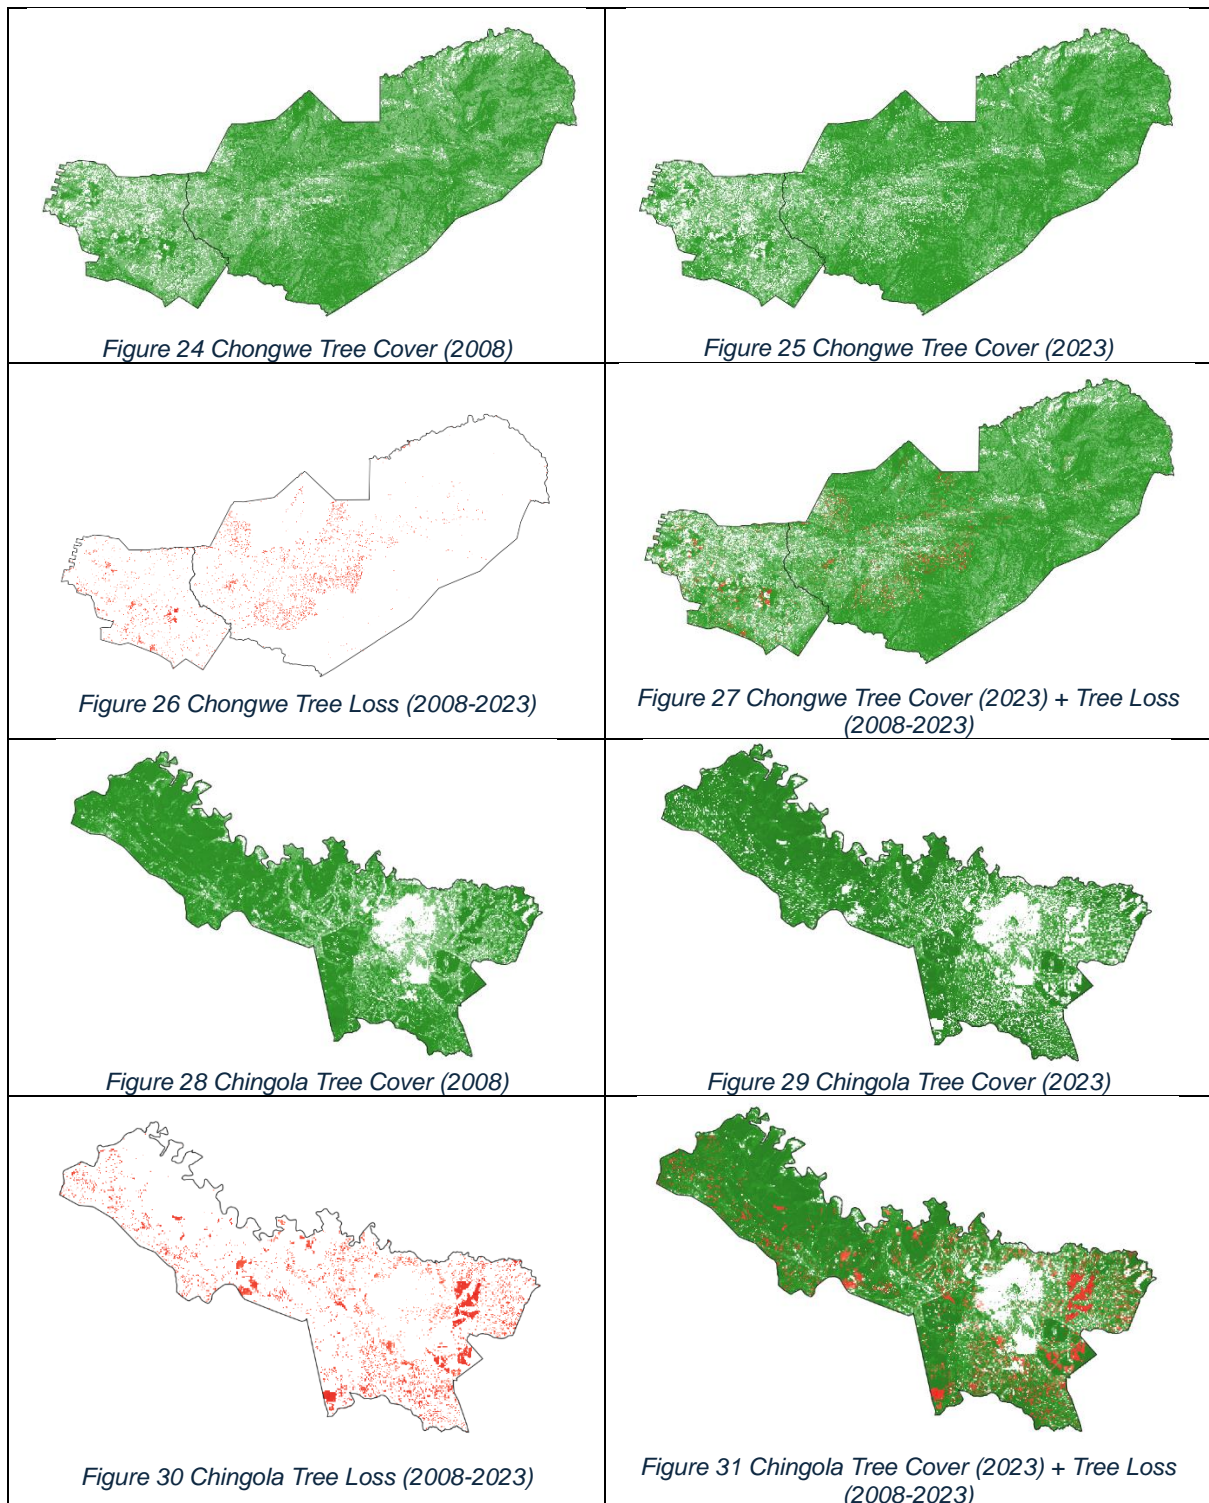 Figure 24 Chongwe Tree Cover (2008)
Figure 25 Chongwe Tree Cover (2023)
Figure 26 Chongwe Tree Loss (2008-2023)
Figure 27 Chongwe Tree Cover (2023) + Tree Loss
(2008-2023)
Figure 28 Chingola Tree Cover (2008)
Figure 29 Chingola Tree Cover (2023)
Figure 30 Chingola Tree Loss (2008-2023)
Figure 31 Chingola Tree Cover (2023) + Tree Loss
(2008-2023)